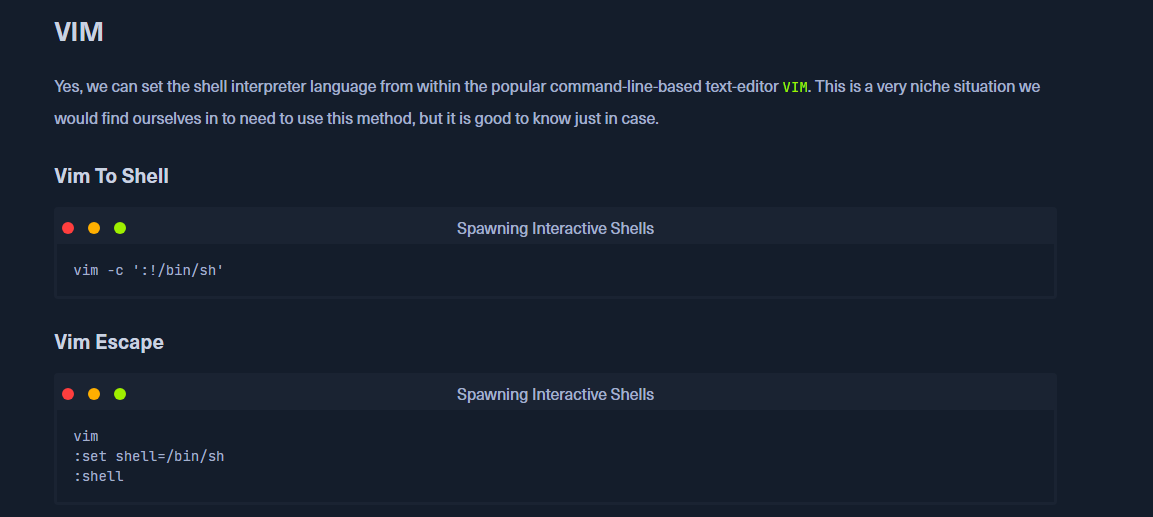 VIM
Yes, we can set the shell interpreter language from within the popular command-line-based text-editor VIM. This is a very niche situation we
would find ourselves in to need to use this method, but it is good to know just in case.
Vim To Shell
Spawning Interactive Shells
vim -c ':!/bin/sh'
Vim Escape
Spawning Interactive Shells
vim
:set shell=/bin/sh
:shell